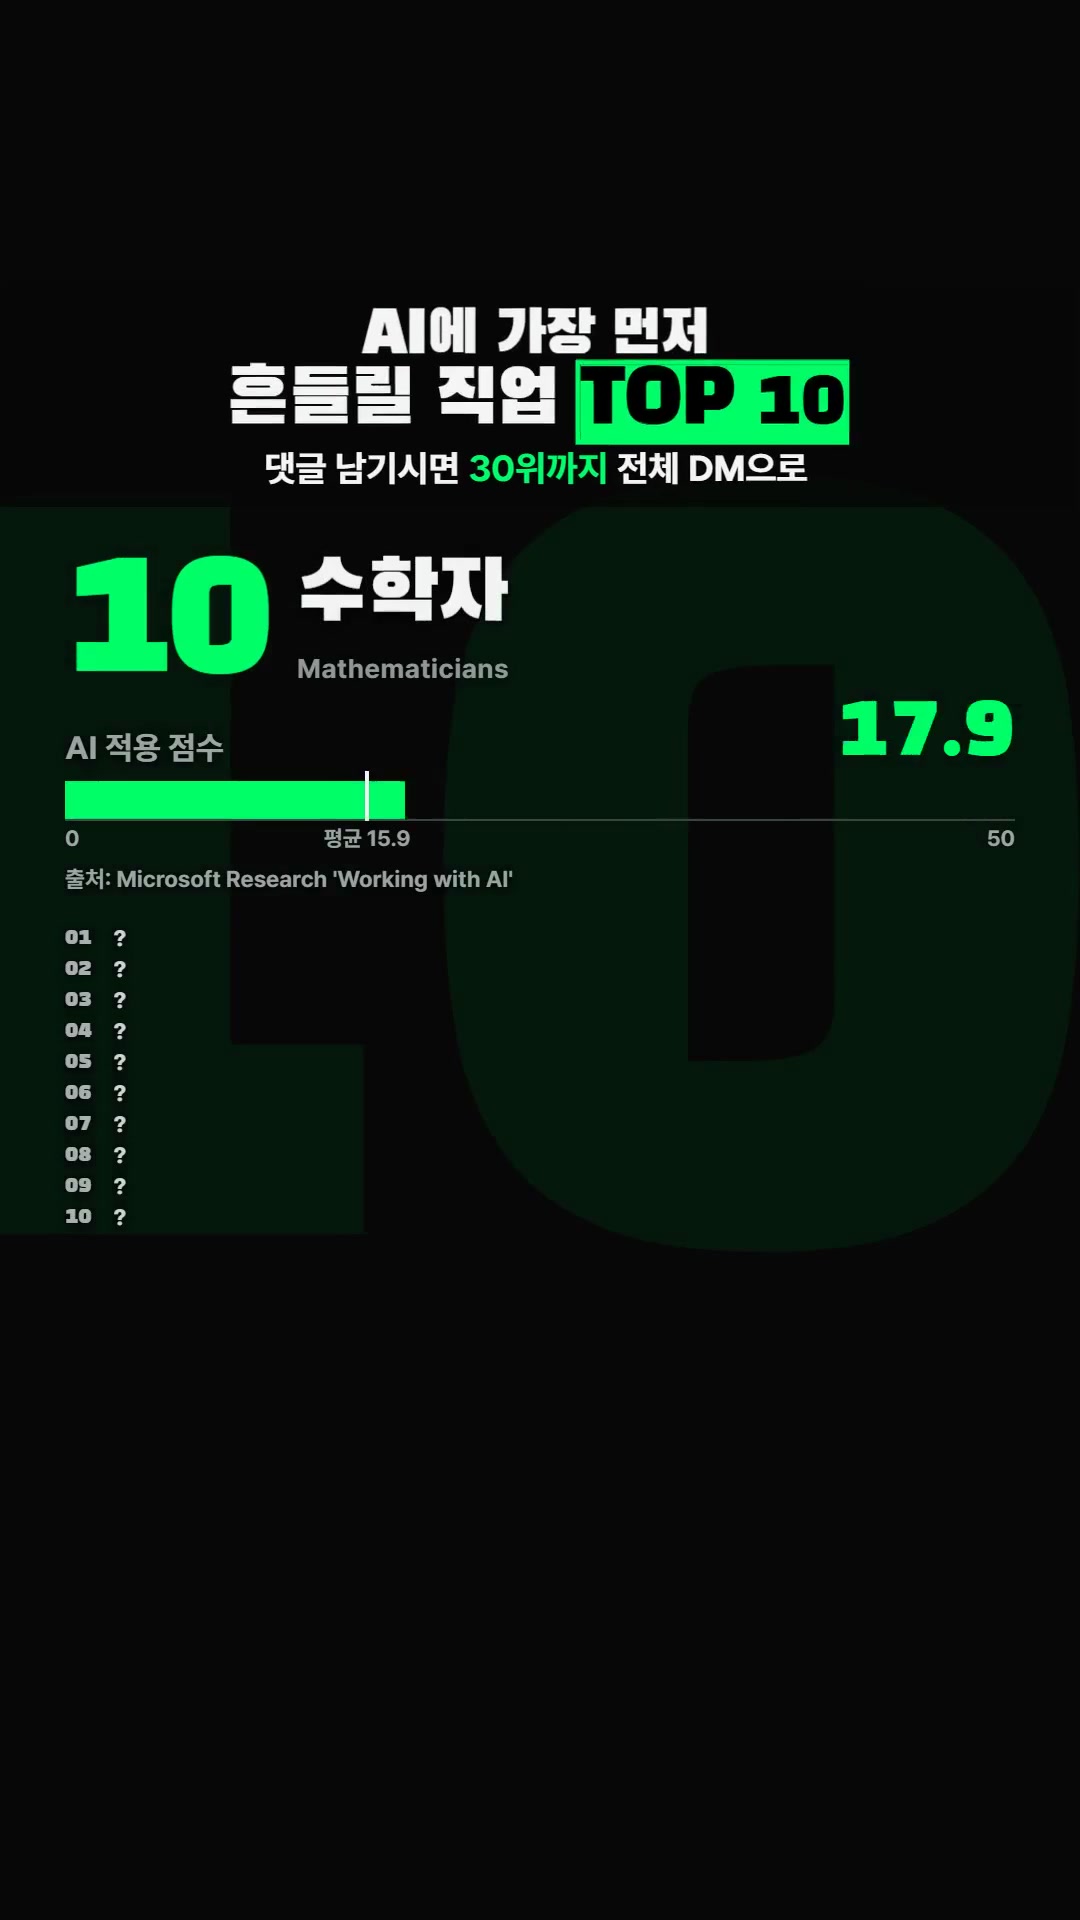 AI에 가장 먼저
흔들릴 직업 TOP 10
댓글 남기시면 30위까지 전체 DM으로
10 수학자
Mathematicians
17.9
AI 적용 점수
0 평균 15.9 50
출처: Microsoft Research 'Working with AI'
01 ?
02 ?
03 ?
04 ?
05 ?
06 ?
07 ?
08 ?
09 ?
10 ?
10